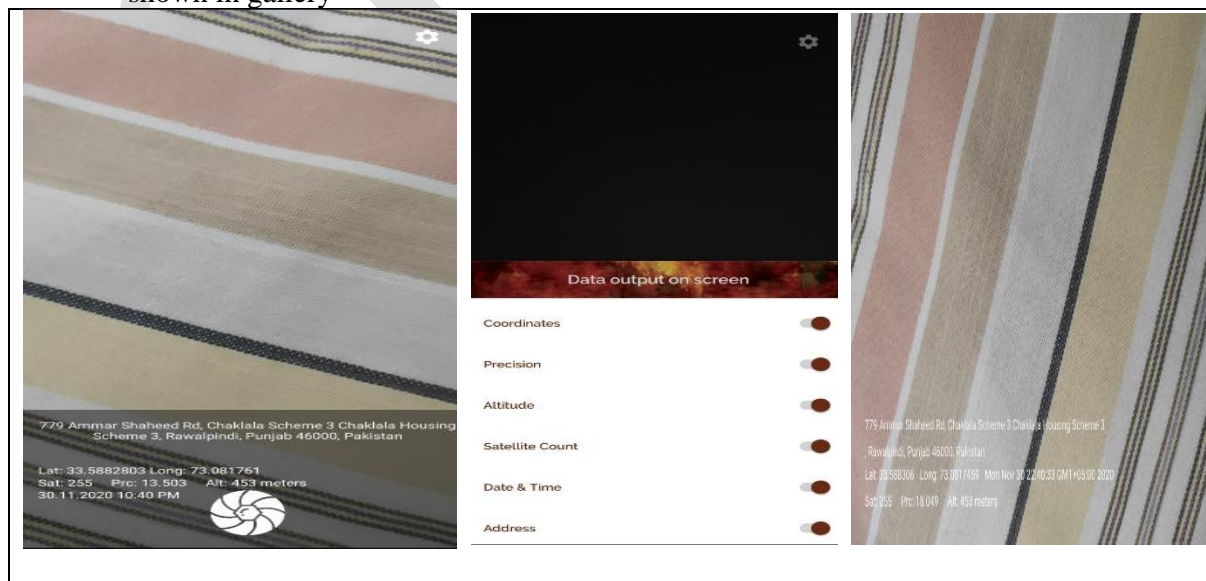 shown in gallery
779 Ammar Shaheed Rd, Chaklala Scheme 3 Chaklala Housing
Scheme 3, Rawalpindi, Punjab 46000, Pakistan
Lat: 33.5882803 Long: 73.081761
Sat: 255 Prc: 13.503 Alt: 453 meters
30.11.2020 10:40 PM
Data output on screen
Coordinates
Precision
Altitude
Satellite Count
Date & Time
Address
779 Ammar Shaheed Rd, Chaklala Scheme 3 Chaklala Housing Scheme 3
, Rawalpindi, Punjab 46000, Pakistan
Lat: 33.588306 Long: 73.0817459 Mon Nov 30 22:40:33 GMT+05:00 2020
Sat: 255 Prc: 18.049 Alt: 453 meters